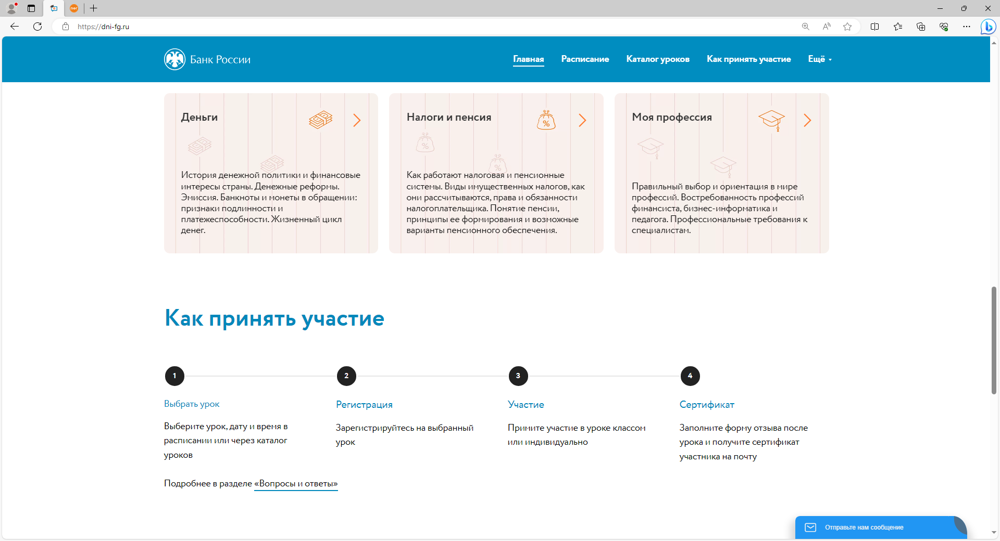 ПФГ
https://dni-fg.ru
Банк России
Главная
Расписание
Каталог уроков
Как принять участие
Ещё
Деньги
История денежной политики и финансовые
интересы страны. Денежные реформы.
Эмиссия. Банкноты и монеты в обращении:
признаки подлинности и
платежеспособности. Жизненный цикл
денег.
Налоги и пенсия
%
%
%
Как работают налоговая и пенсионные
системы. Виды имущественных налогов, как
они рассчитываются, права и обязанности
налогоплательщика. Понятие пенсии,
принципы ее формирования и возможные
варианты пенсионного обеспечения.
Моя профессия
Правильный выбор и ориентация в мире
профессий. Востребованность профессий
финансиста, бизнес-информатика и
педагога. Профессиональные требования к
специалистам.
Как принять участие
1
Выбрать урок
Выберите урок, дату и время в
расписании или через каталог
уроков
2
Регистрация
Зарегистрируйтесь на выбранный
урок
3
Участие
Примите участие в уроке классом
или индивидуально
4
Сертификат
Заполните форму отзыва после
урока и получите сертификат
участника на почту
Подробнее в разделе «Вопросы и ответы»
Отправьте нам сообщение